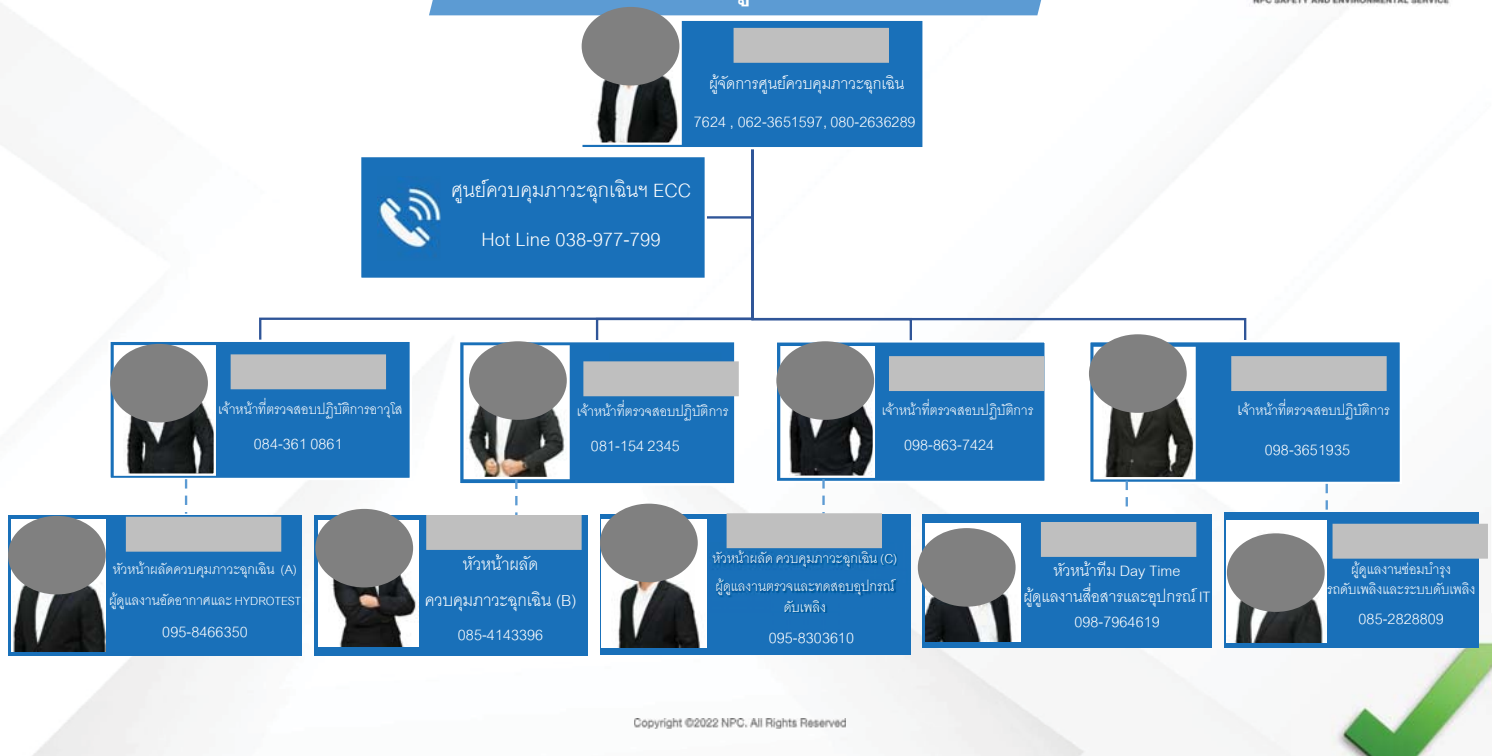 NPC SAFETY AND ENVIRONMENTAL SERVICE
ผู้จัดการศูนย์ควบคุมภาวะฉุกเฉิน
7624 , 062-3651597, 080-2636289
ศูนย์ควบคุมภาวะฉุกเฉินฯ ECC
Hot Line 038-977-799
เจ้าหน้าที่ตรวจสอบปฏิบัติการอาวุโส
084-361 0861
เจ้าหน้าที่ตรวจสอบปฏิบัติการ
081-154 2345
เจ้าหน้าที่ตรวจสอบปฏิบัติการ
098-863-7424
เจ้าหน้าที่ตรวจสอบปฏิบัติการ
098-3651935
หัวหน้าผลัดควบคุมภาวะฉุกเฉิน (A)
ผู้ดูแลงานอัดอากาศและ HYDROTEST
095-8466350
หัวหน้าผลัด
ควบคุมภาวะฉุกเฉิน (B)
085-4143396
หัวหน้าผลัด ควบคุมภาวะฉุกเฉิน (C)
ผู้ดูแลงานตรวจและทดสอบอุปกรณ์
ดับเพลิง
095-8303610
หัวหน้าทีม Day Time
ผู้ดูแลงานสื่อสารและอุปกรณ์ IT
098-7964619
ผู้ดูแลงานซ่อมบำรุง
รถดับเพลิงและระบบดับเพลิง
085-2828809
Copyright ©2022 NPC. All Rights Reserved